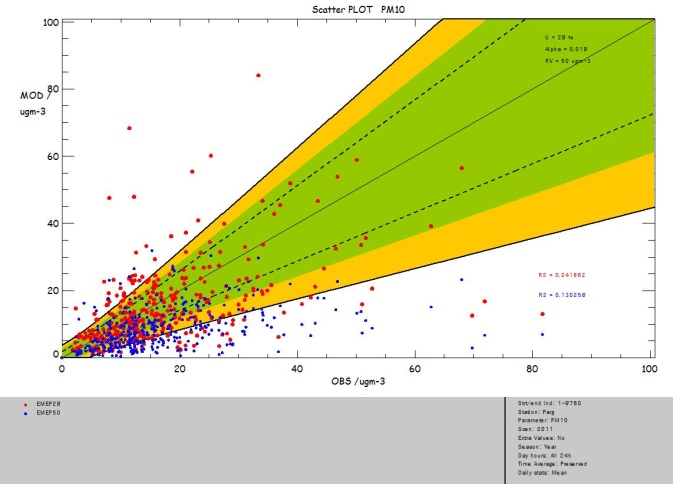 Scatter PLOT PM10
100
MOD /
ugm-3
80
60
40
20
0
0 20 40 60 80 100
OBS /ugm-3
U = 28 %
Alpha = 0.018
RV = 50 ugm-3
R2 = 0.241662
R2 = 0.130258
EMEP28
EMEP50
Strt/end Ind: 1-8760
Station:
Parameter: PM10
Scen: 2011
Extra Values: No
Season: Year
Day hours: All 24h
Time Average: Preserved
Daily stats: Mean